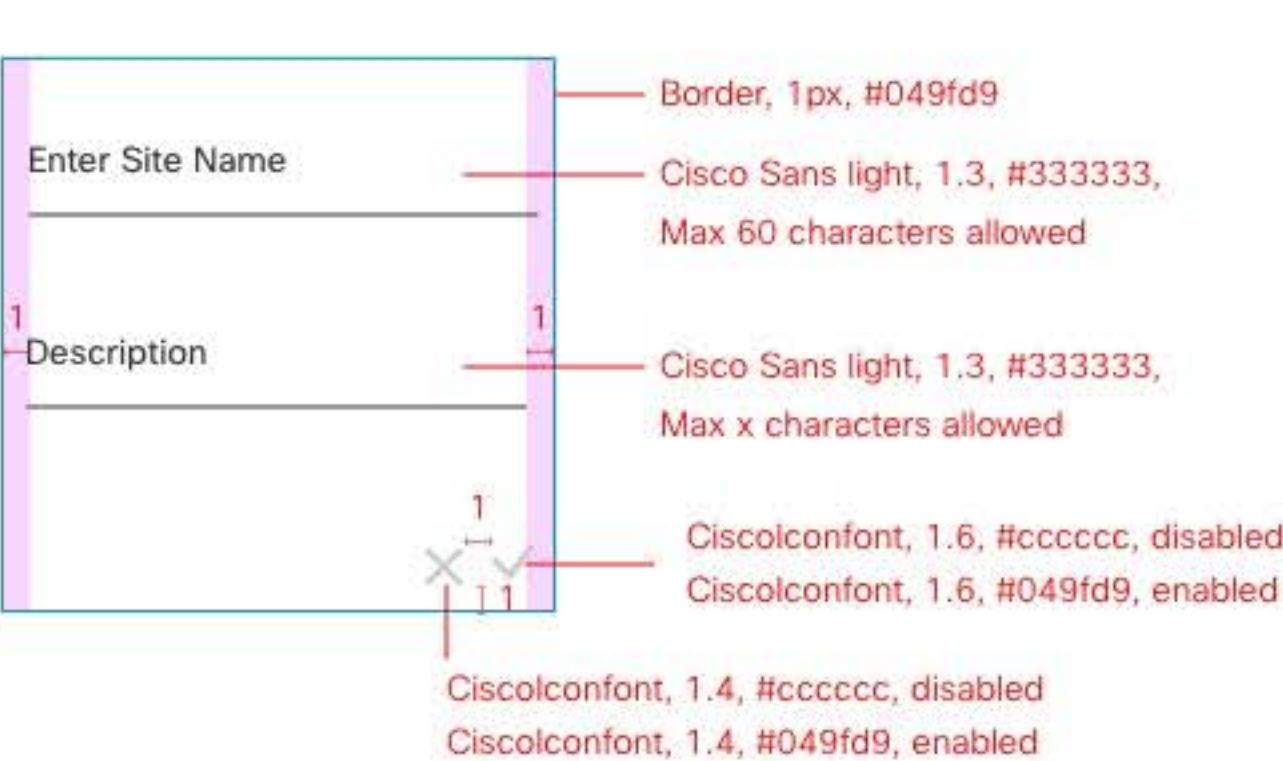 Border, 1px, #049fd9
Enter Site Name
Cisco Sans light, 1.3, #333333,
Max 60 characters allowed
1
1
Description
Cisco Sans light, 1.3, #333333,
Max x characters allowed
1
CiscoIconfont, 1.6, #cccccc, disabled
CiscoIconfont, 1.6, #049fd9, enabled
1
CiscoIconfont, 1.4, #cccccc, disabled
CiscoIconfont, 1.4, #049fd9, enabled